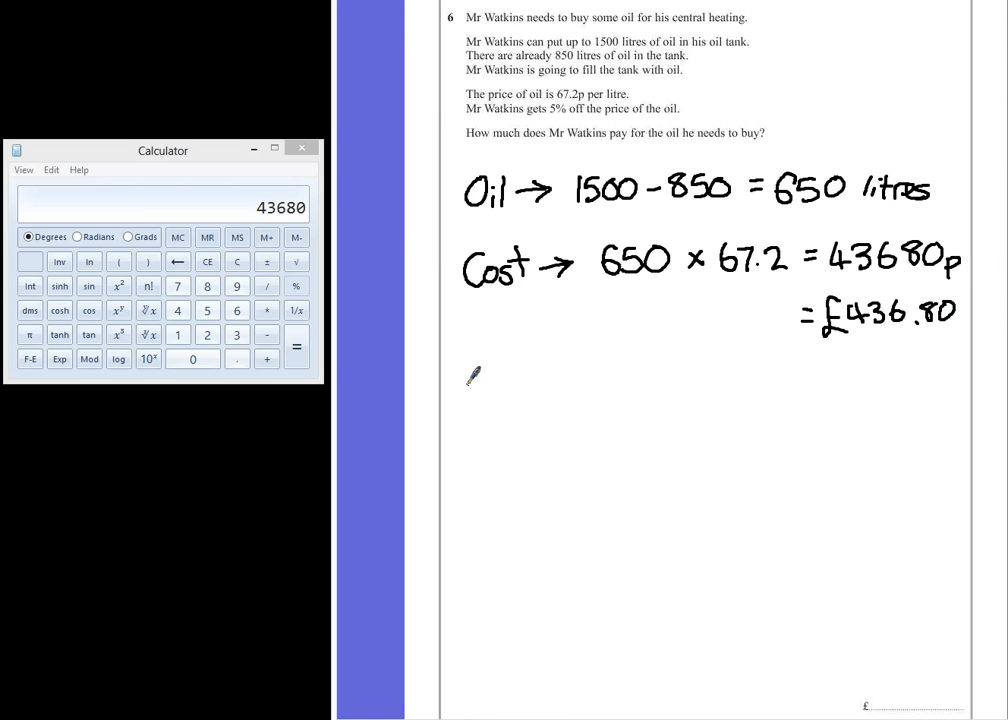 Calculator
View Edit Help
43680
Degrees Radians Grads MC MR MS M+ M-
Inv ln ( ) ← CE C ± √
Int sinh sin x² n! 7 8 9 / %
dms cosh cos xʸ ʸ√x 4 5 6 * 1/x
π tanh tan x³ ³√x 1 2 3 - =
F-E Exp Mod log 10ˣ 0 . +
6 Mr Watkins needs to buy some oil for his central heating.
Mr Watkins can put up to 1500 litres of oil in his oil tank.
There are already 850 litres of oil in the tank.
Mr Watkins is going to fill the tank with oil.
The price of oil is 67.2p per litre.
Mr Watkins gets 5% off the price of the oil.
How much does Mr Watkins pay for the oil he needs to buy?
Oil → 1500 - 850 = 650 litres
Cost → 650 × 67.2 = 43680p
= £436.80
£